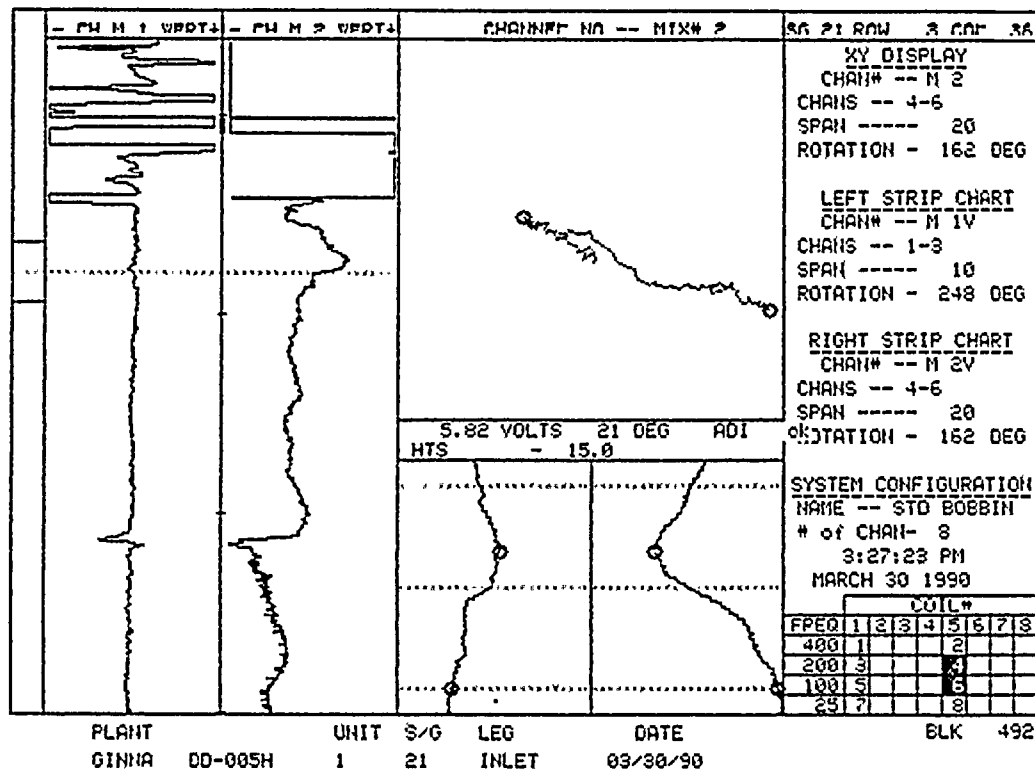 - CH M 1 VERT↓ - CH M 2 VERT↓ CHANNEL NO -- MIX# 2 SG 21 ROW 3 COL 36
XY DISPLAY
CHAN# -- M 2
CHANS -- 4-6
SPAN ----- 20
ROTATION - 162 DEG
LEFT STRIP CHART
CHAN# -- M 1V
CHANS -- 1-3
SPAN ----- 10
ROTATION - 248 DEG
RIGHT STRIP CHART
CHAN# -- M 2V
CHANS -- 4-6
SPAN ----- 20
ROTATION - 162 DEG
5.82 VOLTS 21 DEG ADI
HTS - 15.0
SYSTEM CONFIGURATION
NAME -- STD BOBBIN
# of CHAN- 8
3:27:23 PM
MARCH 30 1990
COIL#
FREQ 1 2 3 4 5 6 7 8
400 1 2
200 3 4
100 5 6
25 7 8
PLANT UNIT S/G LEG DATE BLK 492
GINNA DD-005H 1 21 INLET 03/30/90